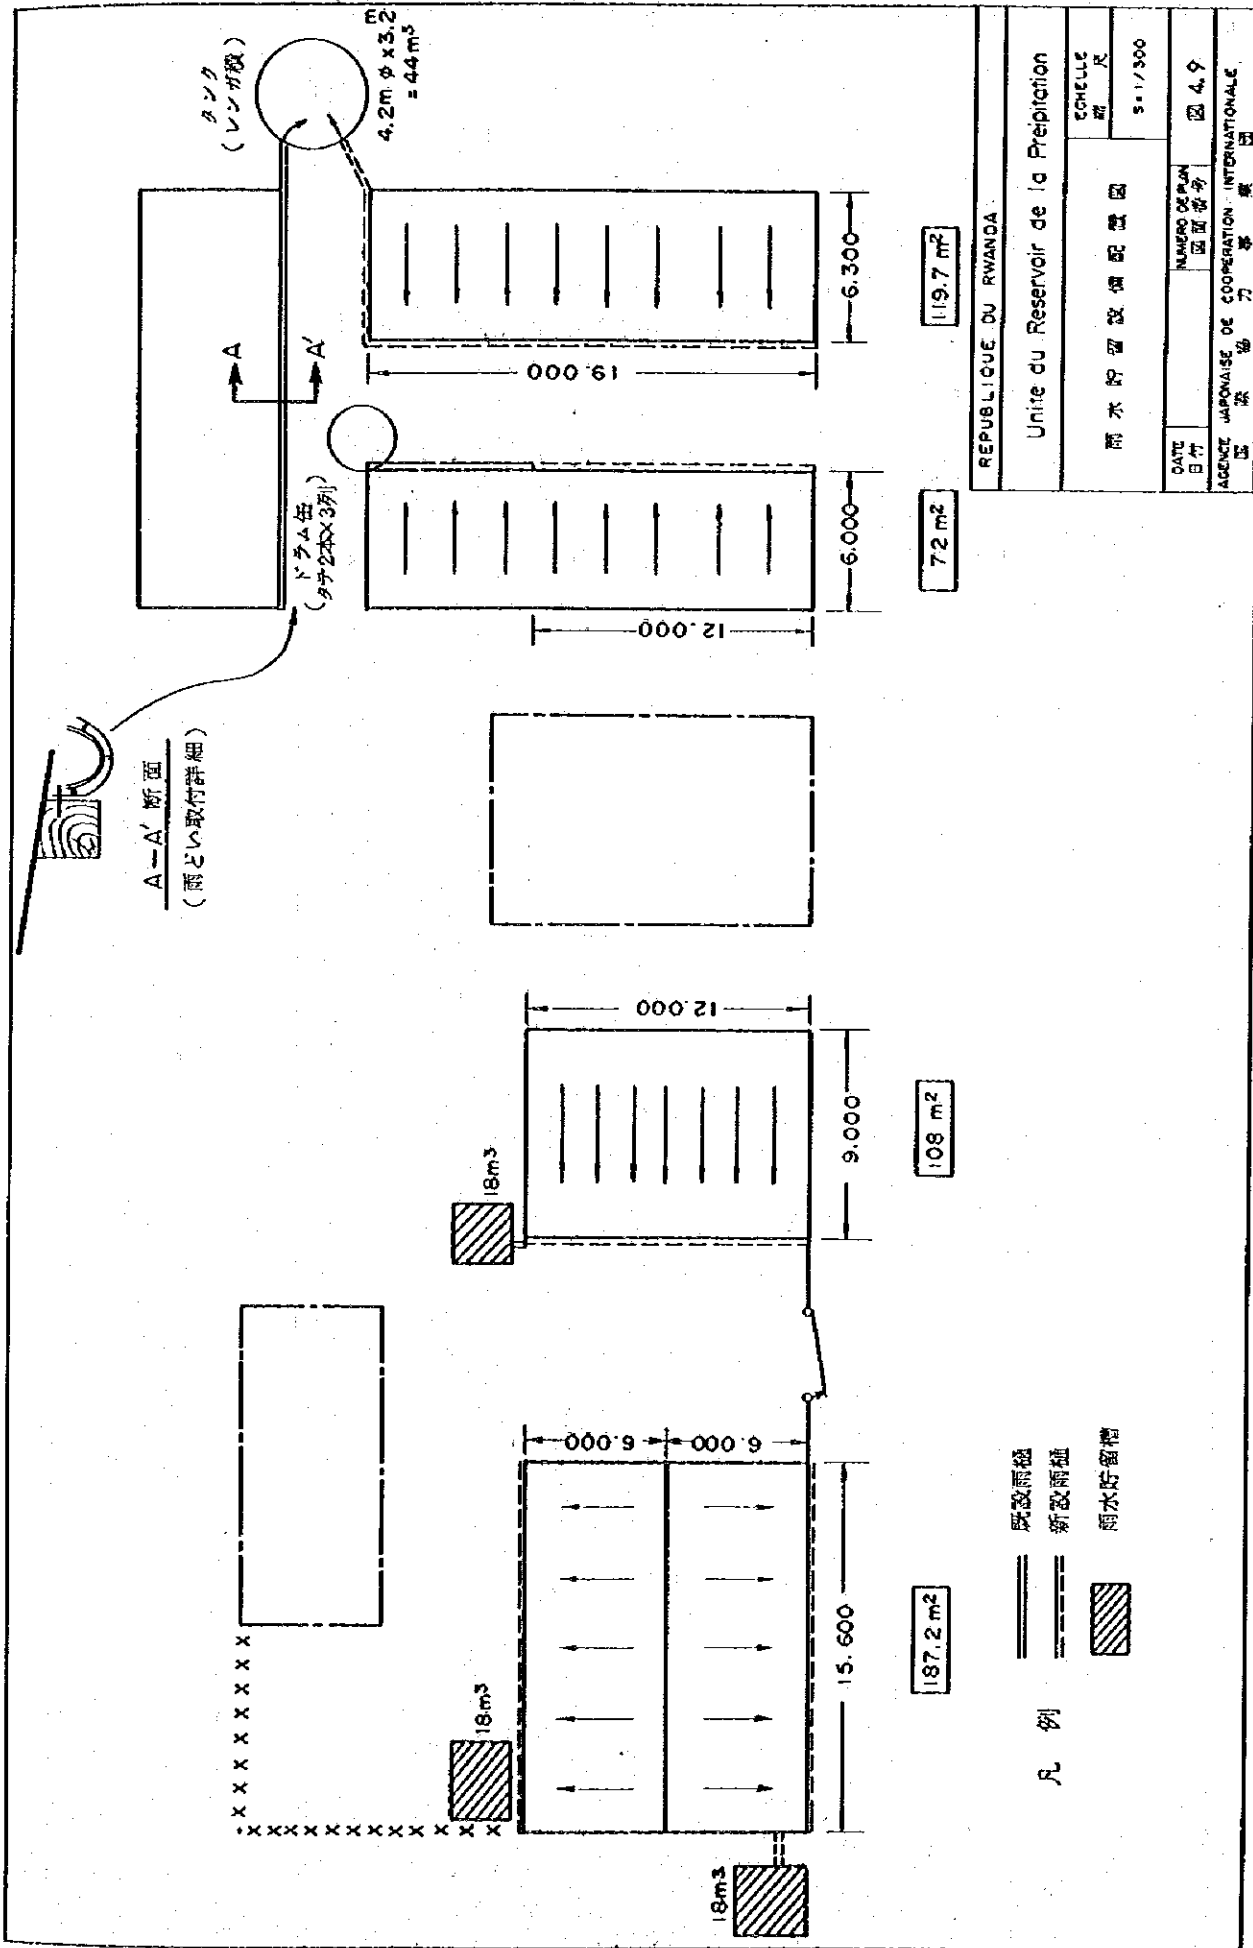 タンク
(レンガ積)
4.2m φ x3.2m
=44m³
A
A'
ドラム缶
(タテ2本×3列)
A－A' 断面
(雨どい取付詳細)
19.000
6.300
119.7 m²
6.000
12.000
72 m²
12.000
9.000
108 m²
18m3
18m3
18m3
6.000
6.000
15.600
187.2 m²
凡 例
既設雨樋
新設雨樋
雨水貯留槽
REPUBLIQUE DU RWANDA
Unite du Reservoir de la Preipitation
雨水貯留設備配置図
ECHELLE
縮 尺
S=1/300
DATE
日付
NUMERO DE PLAN
図面番号
図 4.9
AGENCE JAPONAISE DE COOPERATION INTERNATIONALE
国 際 協 力 事 業 団